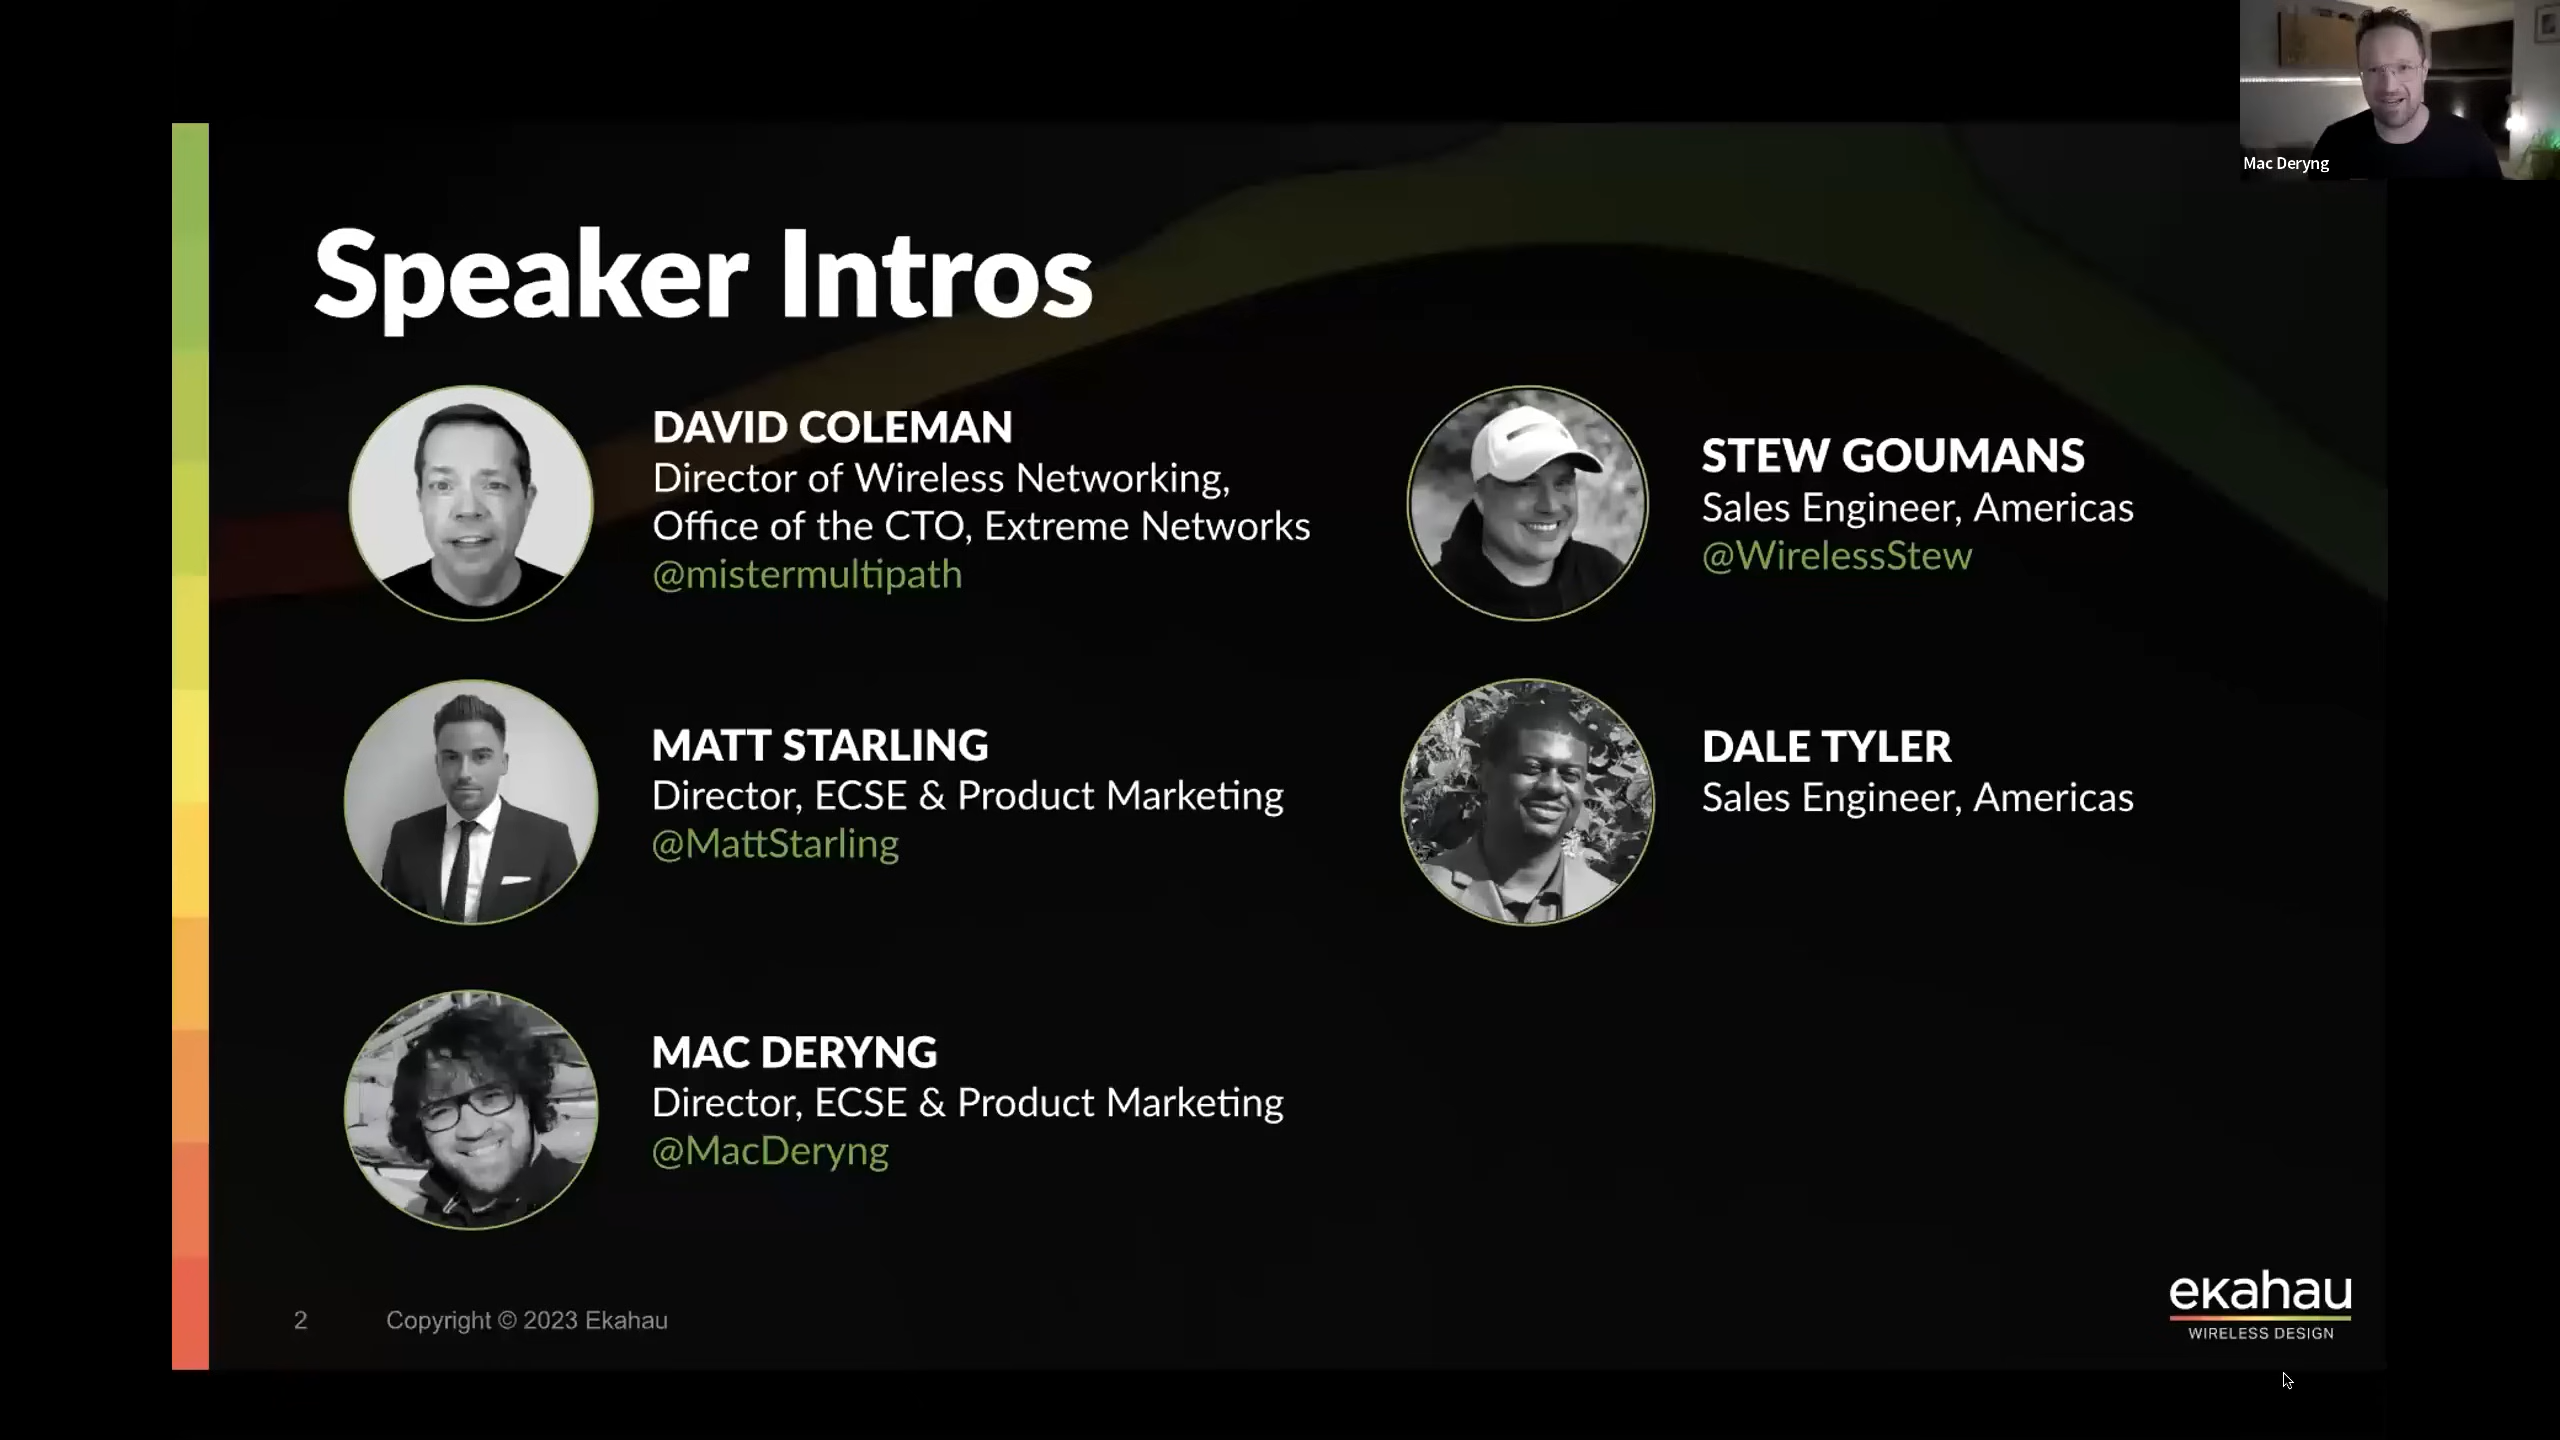 Mac Deryng
Speaker Intros
DAVID COLEMAN
Director of Wireless Networking,
Office of the CTO, Extreme Networks
@mistermultipath
MATT STARLING
Director, ECSE & Product Marketing
@MattStarling
MAC DERYNG
Director, ECSE & Product Marketing
@MacDeryng
STEW GOUMANS
Sales Engineer, Americas
@WirelessStew
DALE TYLER
Sales Engineer, Americas
2
Copyright © 2023 Ekahau
ekahau
WIRELESS DESIGN